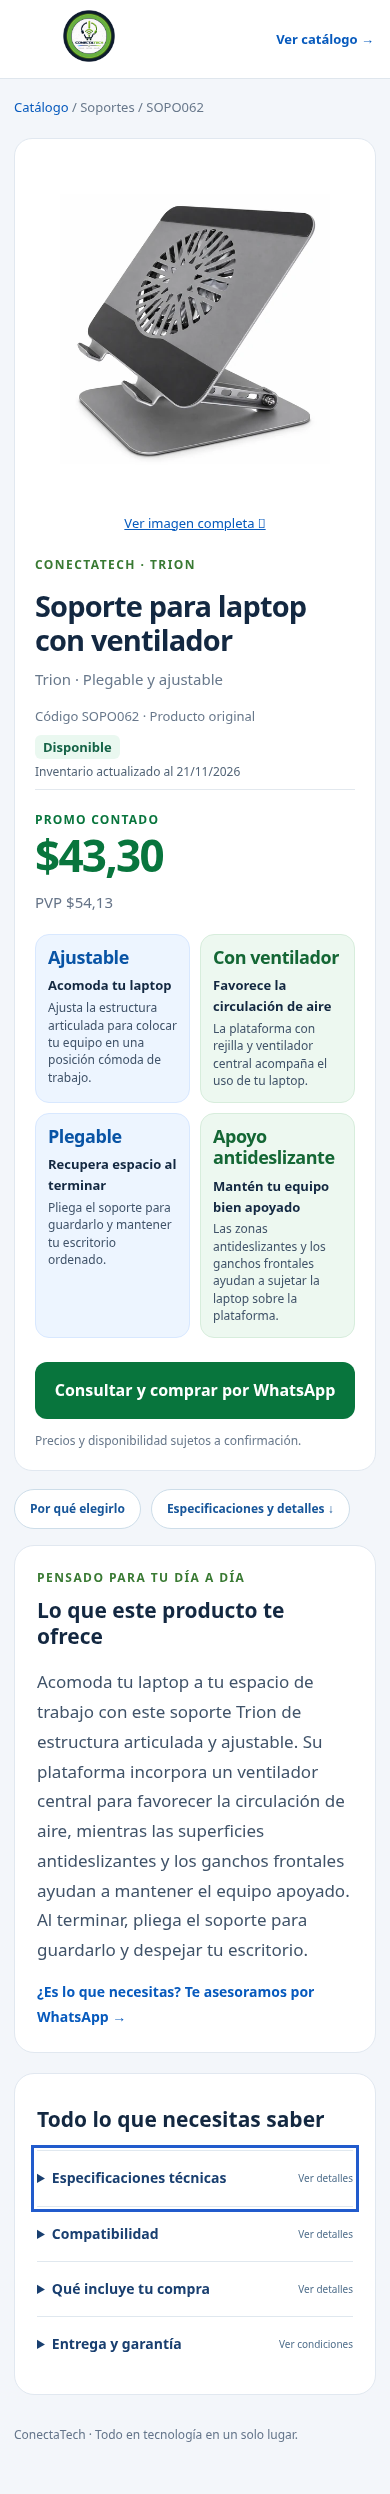 CONECTATECH
Ver catálogo →
Catálogo / Soportes / SOPO062
Ver imagen completa
CONECTATECH · TRION
Soporte para laptop
con ventilador
Trion · Plegable y ajustable
Código SOPO062 · Producto original
Disponible
Inventario actualizado al 21/11/2026
PROMO CONTADO
$43,30
PVP $54,13
Ajustable
Acomoda tu laptop
Ajusta la estructura
articulada para colocar
tu equipo en una
posición cómoda de
trabajo.
Con ventilador
Favorece la
circulación de aire
La plataforma con
rejilla y ventilador
central acompaña el
uso de tu laptop.
Plegable
Recupera espacio al
terminar
Pliega el soporte para
guardarlo y mantener
tu escritorio
ordenado.
Apoyo
antideslizante
Mantén tu equipo
bien apoyado
Las zonas
antideslizantes y los
ganchos frontales
ayudan a sujetar la
laptop sobre la
plataforma.
Consultar y comprar por WhatsApp
Precios y disponibilidad sujetos a confirmación.
Por qué elegirlo
Especificaciones y detalles ↓
PENSADO PARA TU DÍA A DÍA
Lo que este producto te
ofrece
Acomoda tu laptop a tu espacio de
trabajo con este soporte Trion de
estructura articulada y ajustable. Su
plataforma incorpora un ventilador
central para favorecer la circulación de
aire, mientras las superficies
antideslizantes y los ganchos frontales
ayudan a mantener el equipo apoyado.
Al terminar, pliega el soporte para
guardarlo y despejar tu escritorio.
¿Es lo que necesitas? Te asesoramos por
WhatsApp →
Todo lo que necesitas saber
▶ Especificaciones técnicas Ver detalles
▶ Compatibilidad Ver detalles
▶ Qué incluye tu compra Ver detalles
▶ Entrega y garantía Ver condiciones
ConectaTech · Todo en tecnología en un solo lugar.